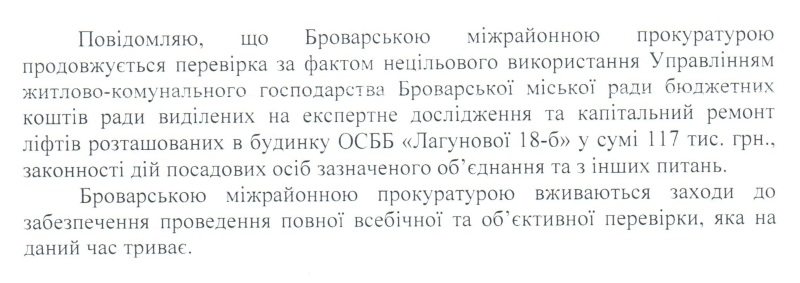 Повідомляю, що Броварською міжрайонною прокуратурою
продовжується перевірка за фактом нецільового використання Управлінням
житлово-комунального господарства Броварської міської ради бюджетних
коштів ради виділених на експертне дослідження та капітальний ремонт
ліфтів розташованих в будинку ОСББ «Лагунової 18-б» у сумі 117 тис. грн.,
законності дій посадових осіб зазначеного об’єднання та з інших питань.
Броварською міжрайонною прокуратурою вживаються заходи до
забезпечення проведення повної всебічної та об’єктивної перевірки, яка на
даний час триває.